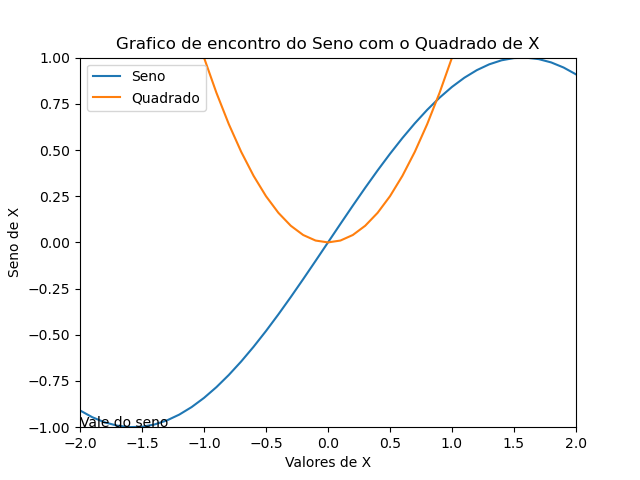 Grafico de encontro do Seno com o Quadrado de X
Seno
Quadrado
1.00
0.75
0.50
0.25
0.00
−0.25
−0.50
−0.75
−1.00
Seno de X
Vale do seno
−2.0 −1.5 −1.0 −0.5 0.0 0.5 1.0 1.5 2.0
Valores de X